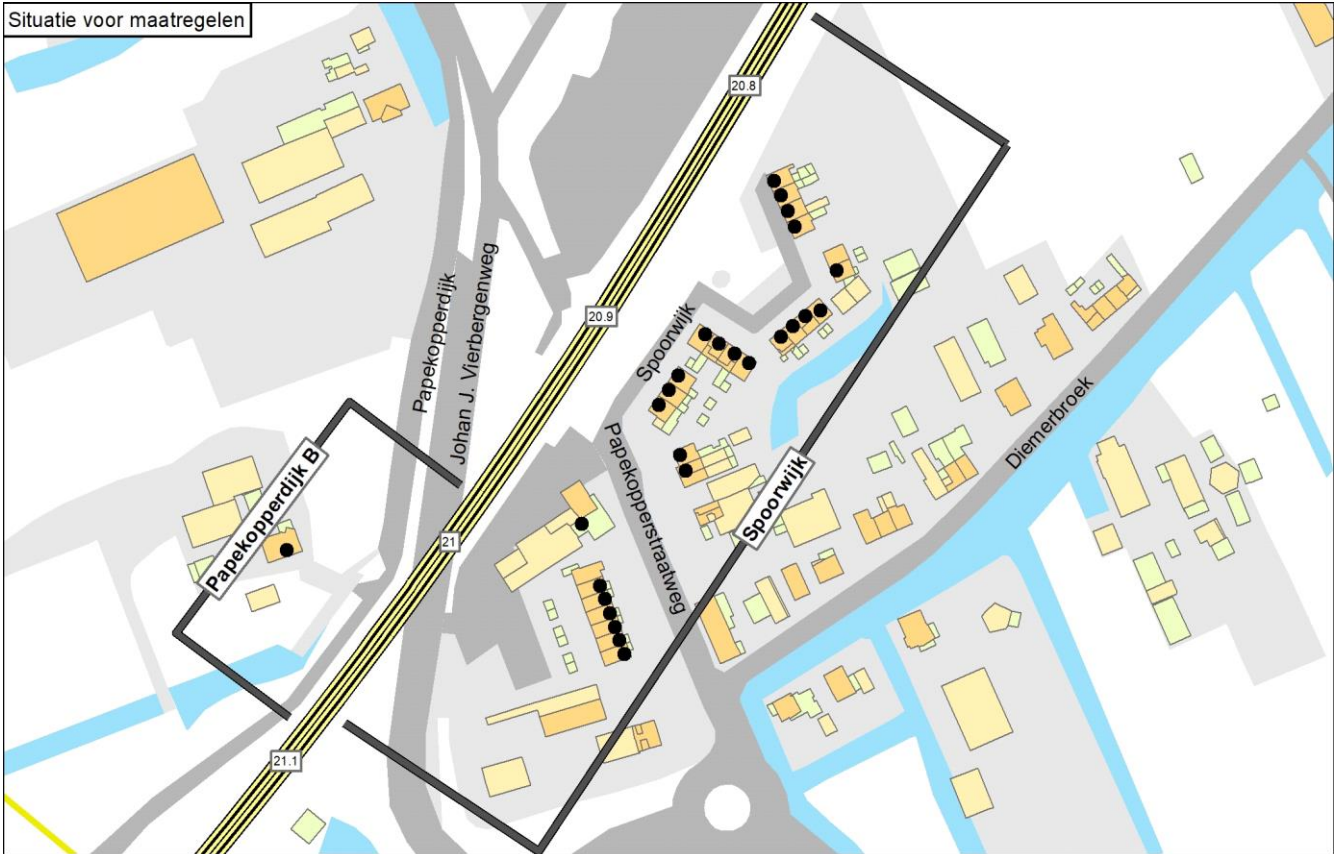 Situatie voor maatregelen
20.8
20.9
Papekopperdijk
Johan J. Vierbergenweg
Spoorwijk
Papekopperstraatweg
Diemerbroek
Papekopperdijk B
Spoorwijk
21
21.1